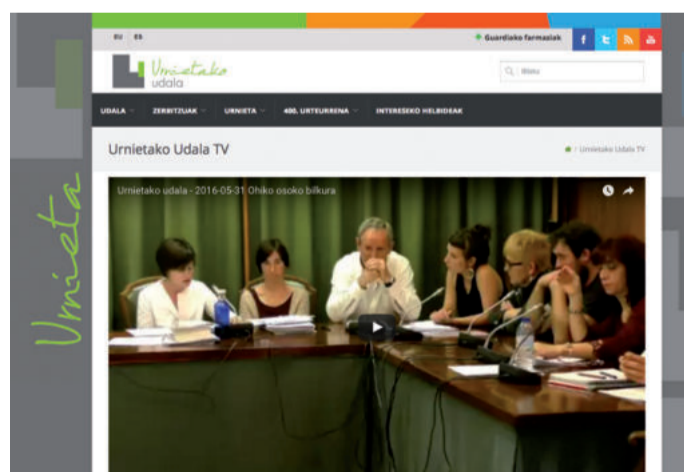 EU ES
Guardiako farmaziak
Urnietako
udala
Bilatu
UDALA
ZERBITZUAK
URNIETA
400. URTEURRENA
INTERESEKO HELBIDEAK
Urnietako Udala TV
/ Urnietako Udala TV
Urnietako udala - 2016-05-31 Ohiko osoko bilkura
Urnieta